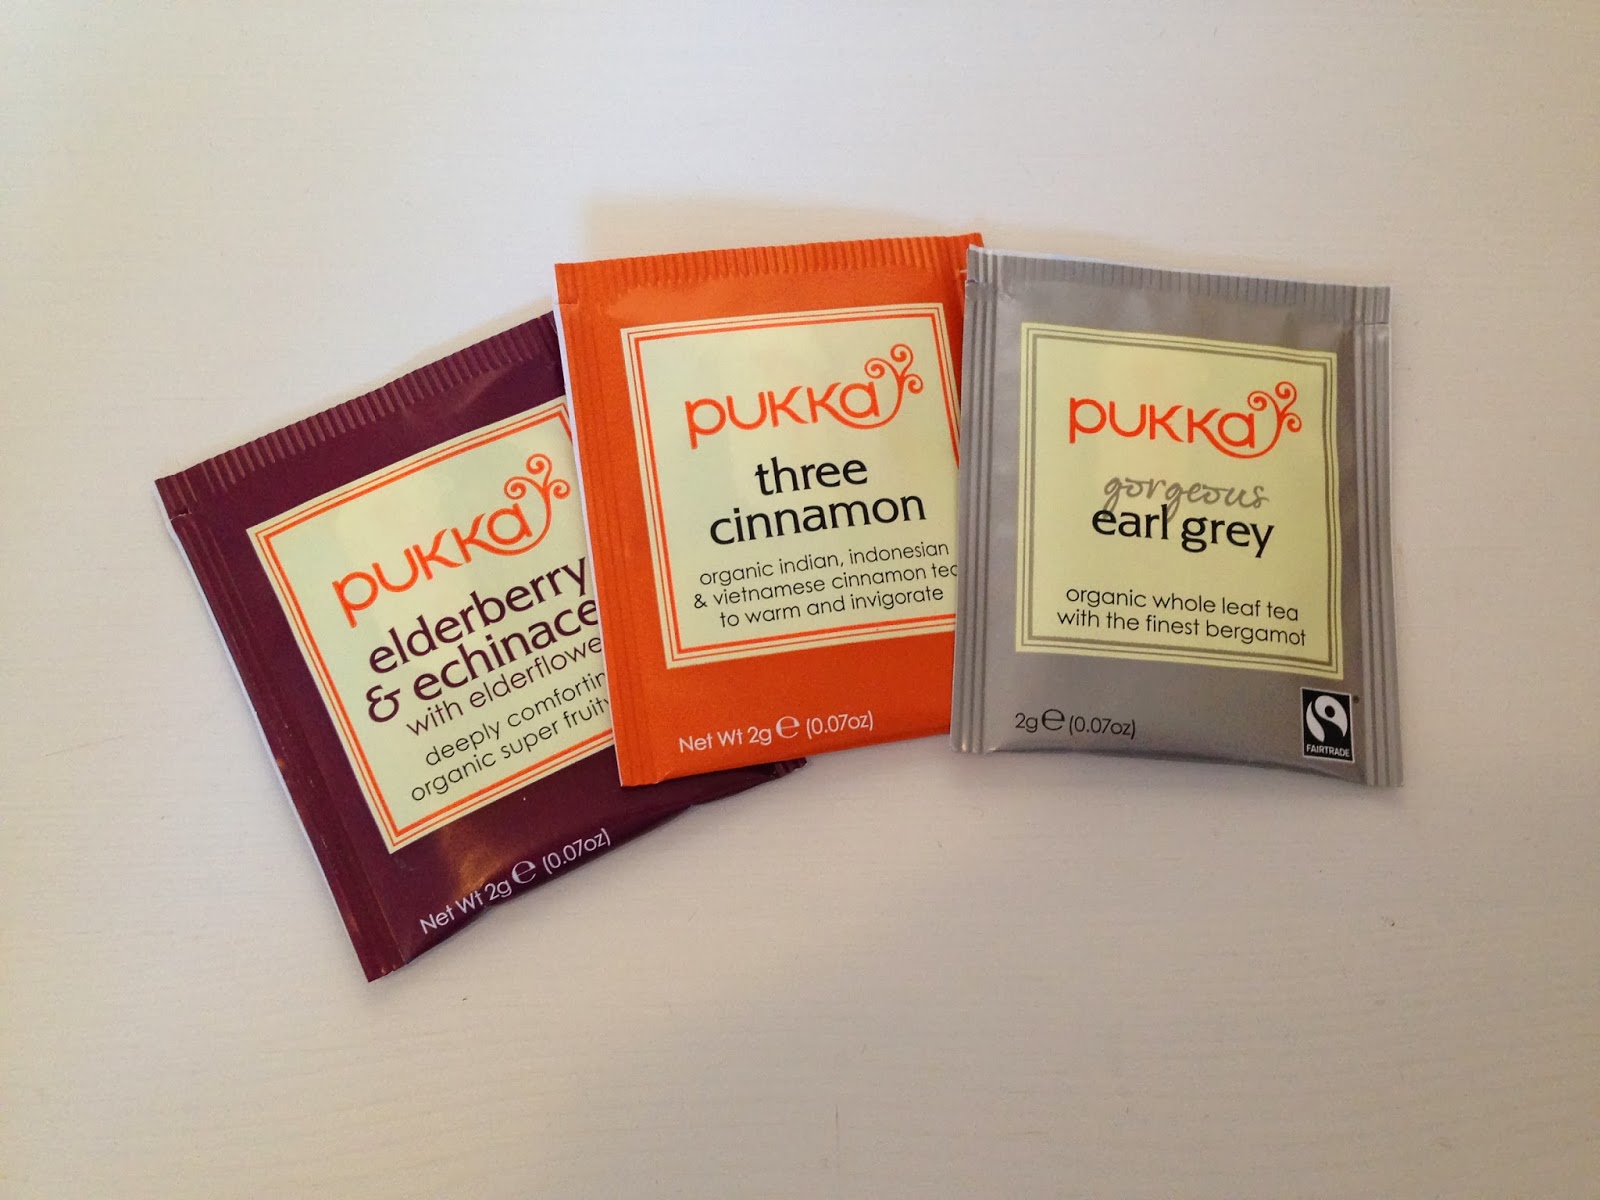 pukka
elderberry
& echinace
with elderflowe
deeply comfortin
organic super fruity
Net Wt 2g ℮ (0.07oz)
pukka
three
cinnamon
organic indian, indonesian
& vietnamese cinnamon tea
to warm and invigorate
Net Wt 2g ℮ (0.07oz)
pukka
gorgeous
earl grey
organic whole leaf tea
with the finest bergamot
2g ℮ (0.07oz)
FAIRTRADE